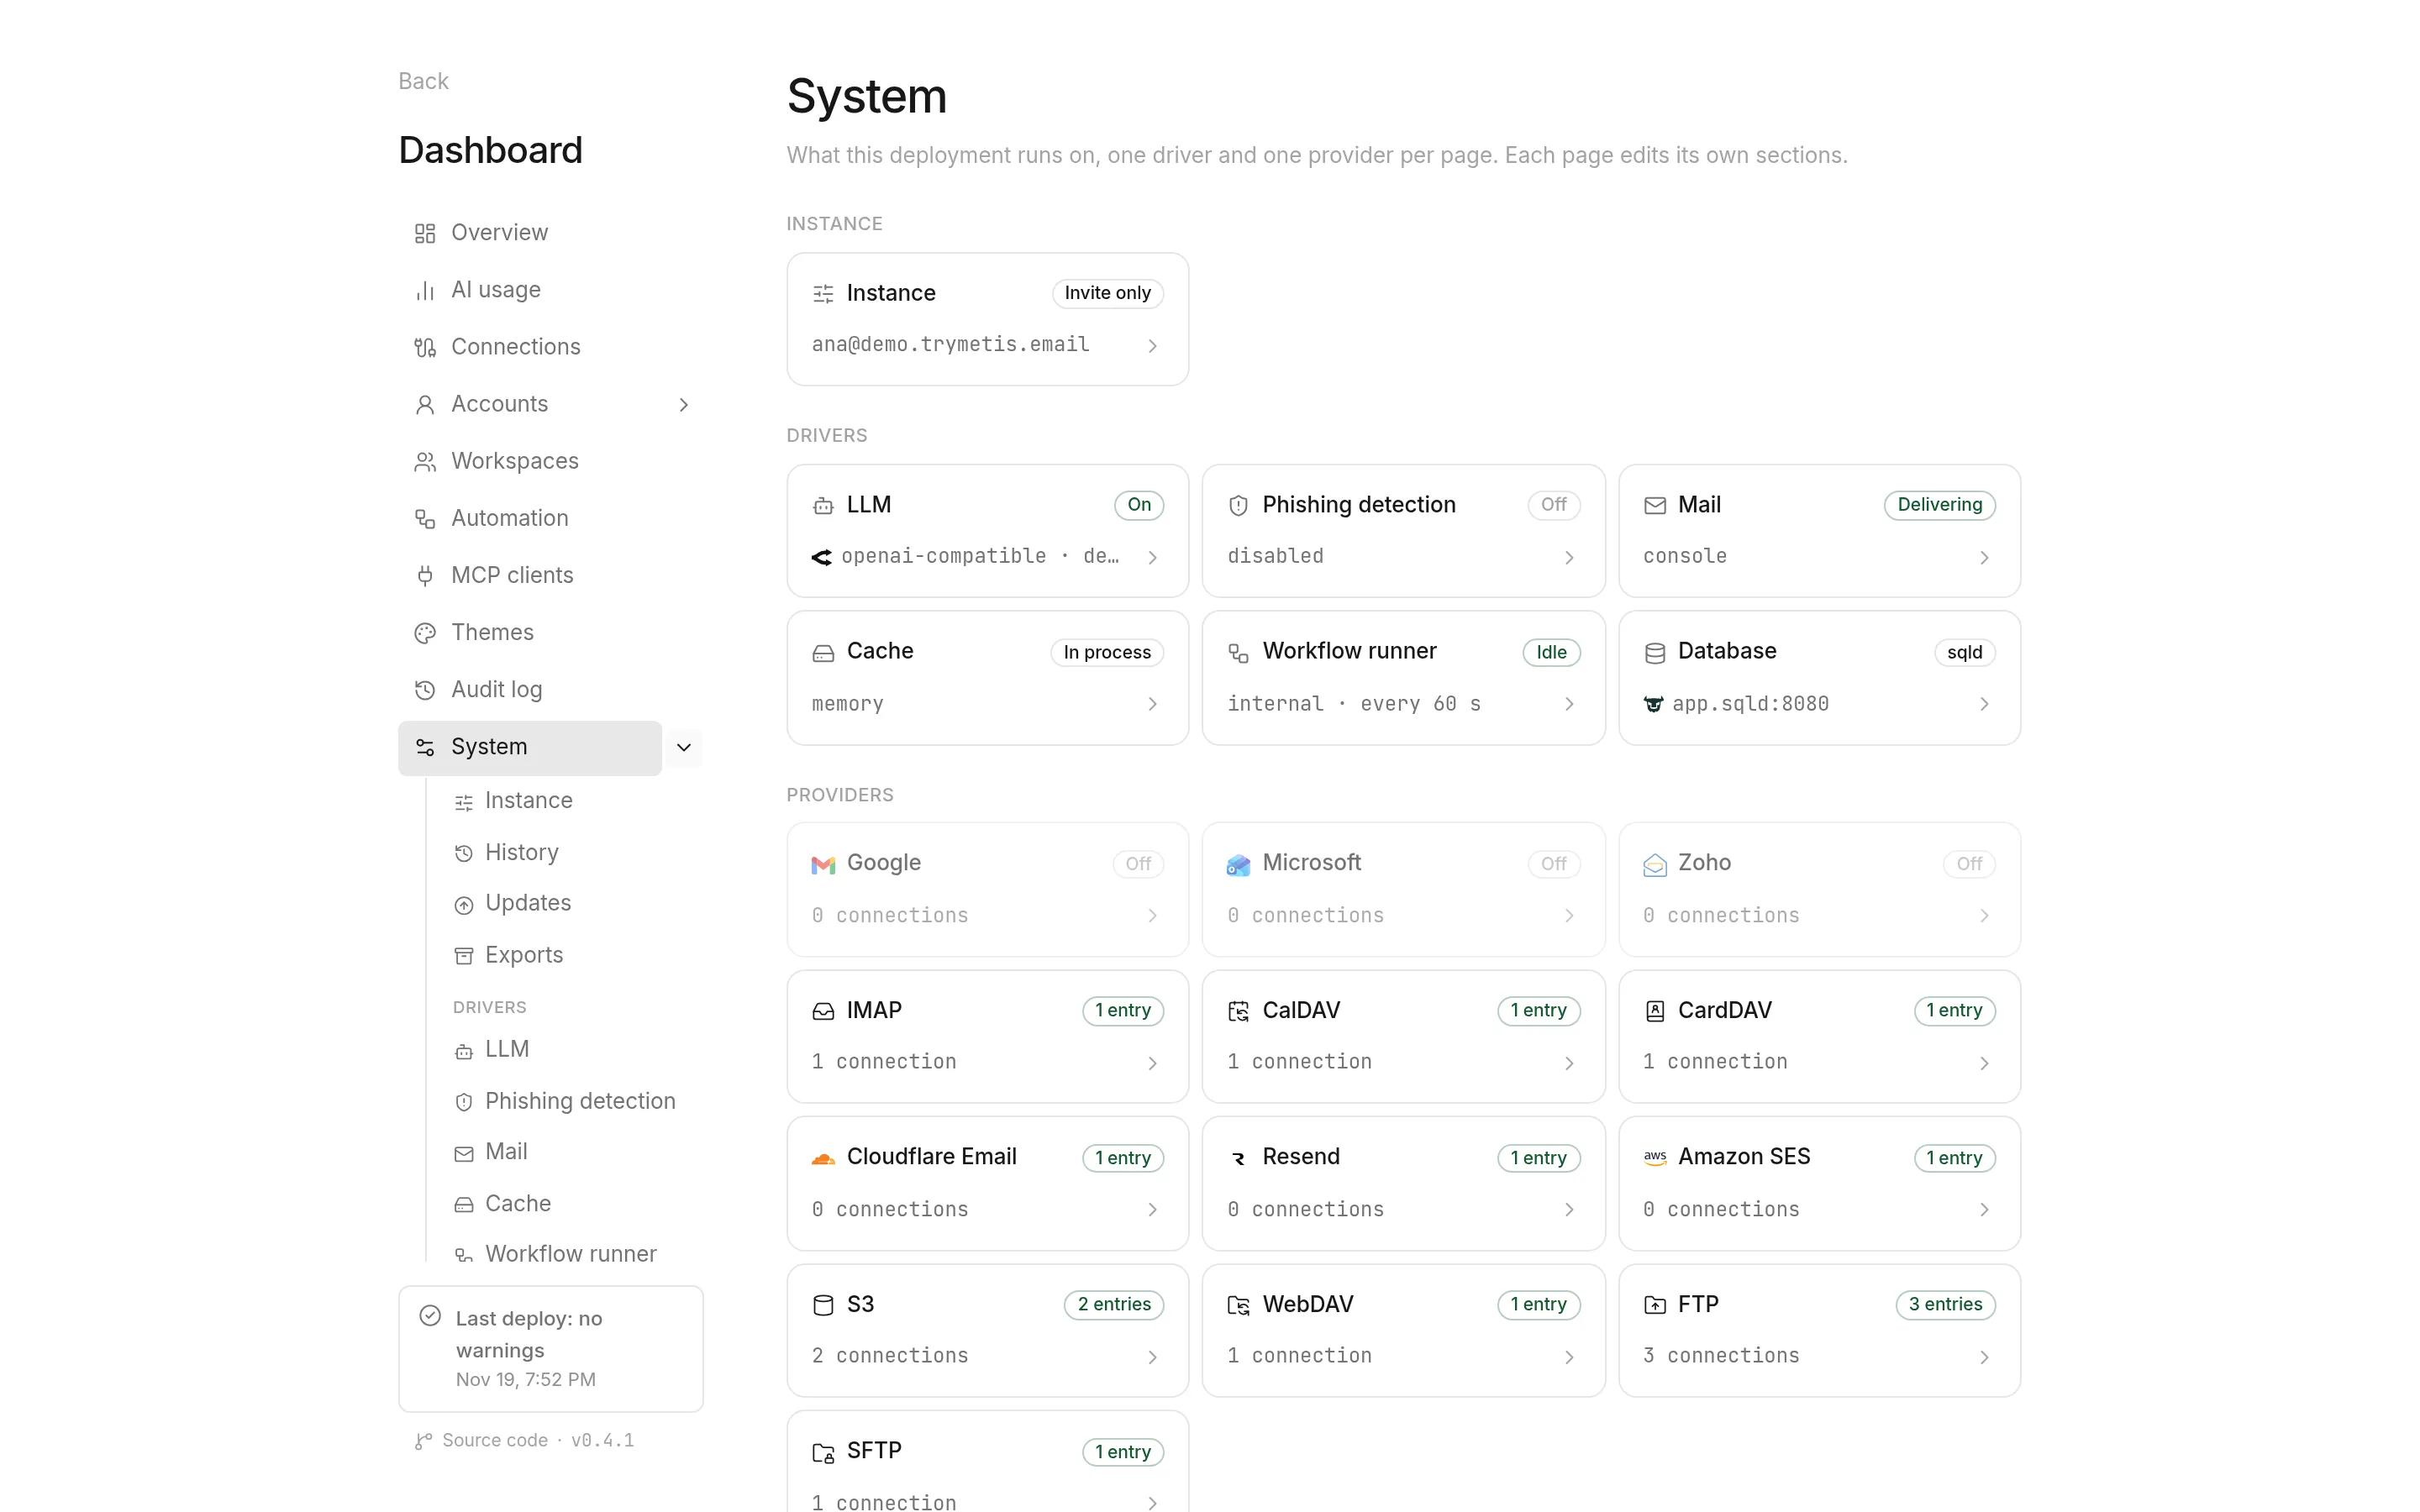 Back
Dashboard
Overview
AI usage
Connections
Accounts
Workspaces
Automation
MCP clients
Themes
Audit log
System
Instance
History
Updates
Exports
DRIVERS
LLM
Phishing detection
Mail
Cache
Workflow runner
Last deploy: no
warnings
Nov 19, 7:52 PM
Source code · v0.4.1
System
What this deployment runs on, one driver and one provider per page. Each page edits its own sections.
INSTANCE
Instance Invite only
ana@demo.trymetis.email
DRIVERS
LLM On
openai-compatible · de…
Phishing detection Off
disabled
Mail Delivering
console
Cache In process
memory
Workflow runner Idle
internal · every 60 s
Database sqld
app.sqld:8080
PROVIDERS
Google Off
0 connections
Microsoft Off
0 connections
Zoho Off
0 connections
IMAP 1 entry
1 connection
CalDAV 1 entry
1 connection
CardDAV 1 entry
1 connection
Cloudflare Email 1 entry
0 connections
Resend 1 entry
0 connections
aws Amazon SES 1 entry
0 connections
S3 2 entries
2 connections
WebDAV 1 entry
1 connection
FTP 3 entries
3 connections
SFTP 1 entry
1 connection